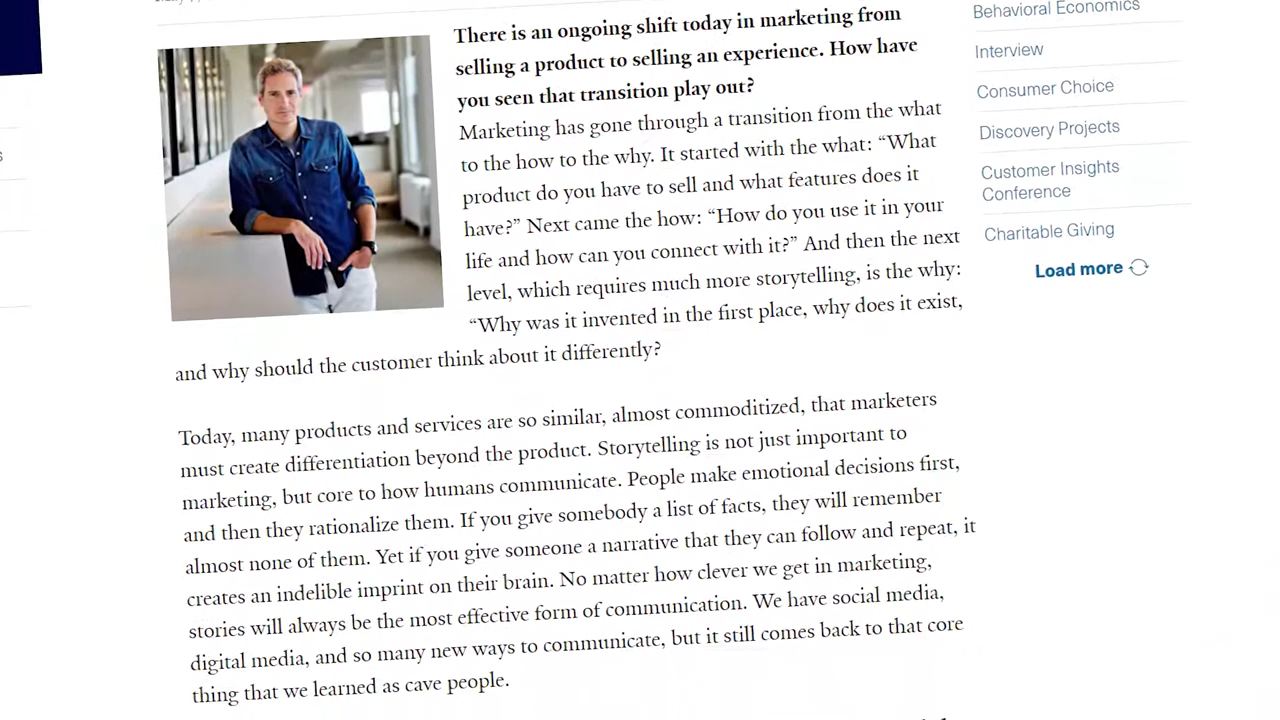 There is an ongoing shift today in marketing from
selling a product to selling an experience. How have
you seen that transition play out?
Marketing has gone through a transition from the what
to the how to the why. It started with the what: “What
product do you have to sell and what features does it
have?” Next came the how: “How do you use it in your
life and how can you connect with it?” And then the next
level, which requires much more storytelling, is the why:
“Why was it invented in the first place, why does it exist,
and why should the customer think about it differently?
Today, many products and services are so similar, almost commoditized, that marketers
must create differentiation beyond the product. Storytelling is not just important to
marketing, but core to how humans communicate. People make emotional decisions first,
and then they rationalize them. If you give somebody a list of facts, they will remember
almost none of them. Yet if you give someone a narrative that they can follow and repeat, it
creates an indelible imprint on their brain. No matter how clever we get in marketing,
stories will always be the most effective form of communication. We have social media,
digital media, and so many new ways to communicate, but it still comes back to that core
thing that we learned as cave people.
Behavioral Economics
Interview
Consumer Choice
Discovery Projects
Customer Insights
Conference
Charitable Giving
Load more